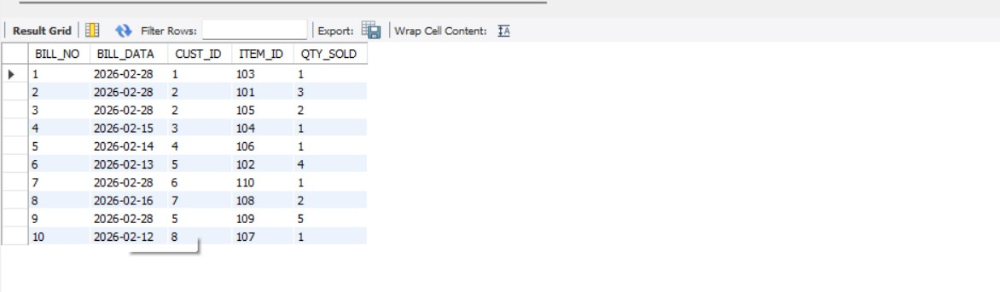 Result Grid Filter Rows: Export: Wrap Cell Content: IA
BILL_NO BILL_DATA CUST_ID ITEM_ID QTY_SOLD
1 2026-02-28 1 103 1
2 2026-02-28 2 101 3
3 2026-02-28 2 105 2
4 2026-02-15 3 104 1
5 2026-02-14 4 106 1
6 2026-02-13 5 102 4
7 2026-02-28 6 110 1
8 2026-02-16 7 108 2
9 2026-02-28 5 109 5
10 2026-02-12 8 107 1